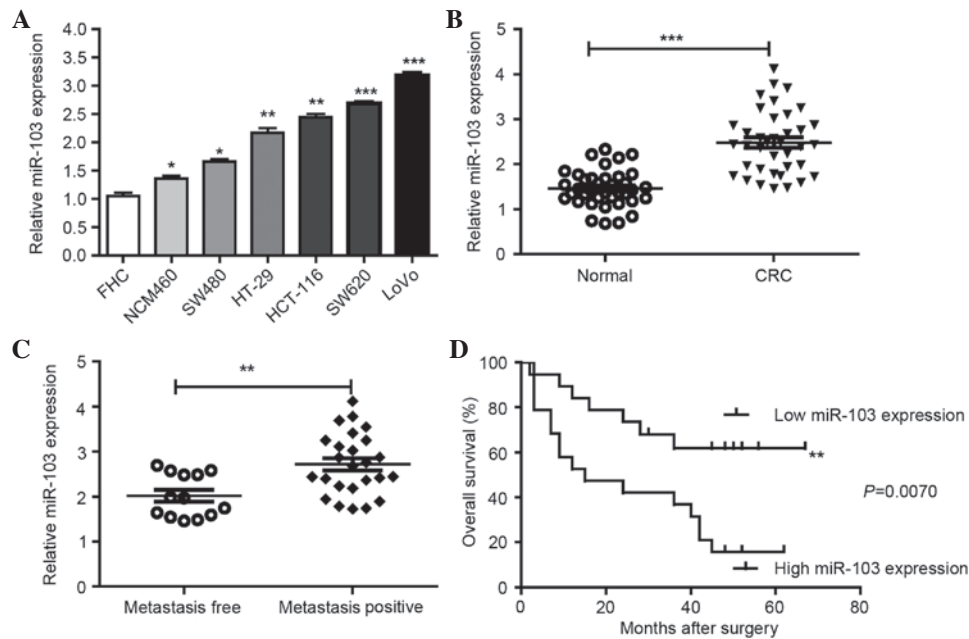 A
Relative miR-103 expression
4.0
3.5
3.0
2.5
2.0
1.5
1.0
0.5
0.0
*
*
**
**
***
***
FHC
NCM460
SW480
HT-29
HCT-116
SW620
LoVo
B
Relative miR-103 expression
5
4
3
2
1
0
***
Normal
CRC
C
Relative miR-103 expression
5
4
3
2
1
0
**
Metastasis free
Metastasis positive
D
Overall survival (%)
100
80
60
40
20
0
Low miR-103 expression
**
P=0.0070
High miR-103 expression
0
20
40
60
80
Months after surgery